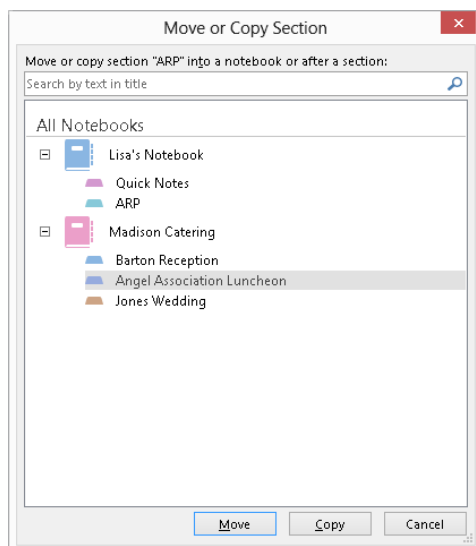 Move or Copy Section
Move or copy section "ARP" into a notebook or after a section:
Search by text in title
All Notebooks
Lisa's Notebook
Quick Notes
ARP
Madison Catering
Barton Reception
Angel Association Luncheon
Jones Wedding
Move Copy Cancel